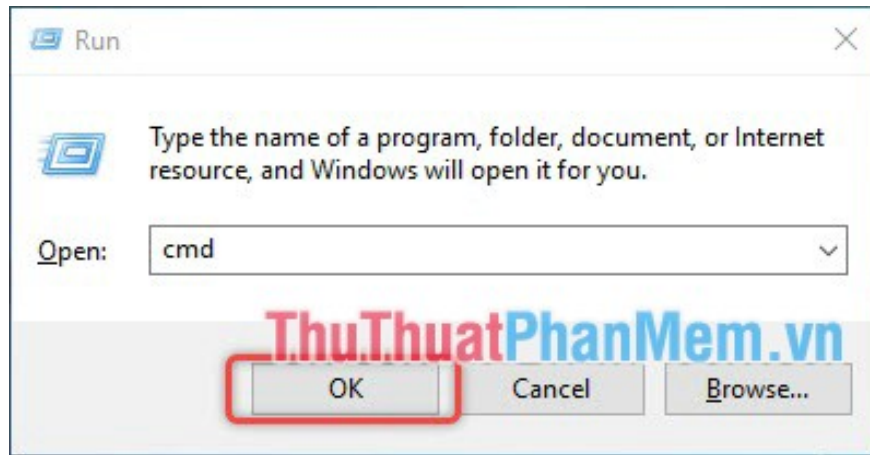 Run
Type the name of a program, folder, document, or Internet
resource, and Windows will open it for you.
Open:
cmd
ThuThuatPhanMem.vn
OK
Cancel
Browse...